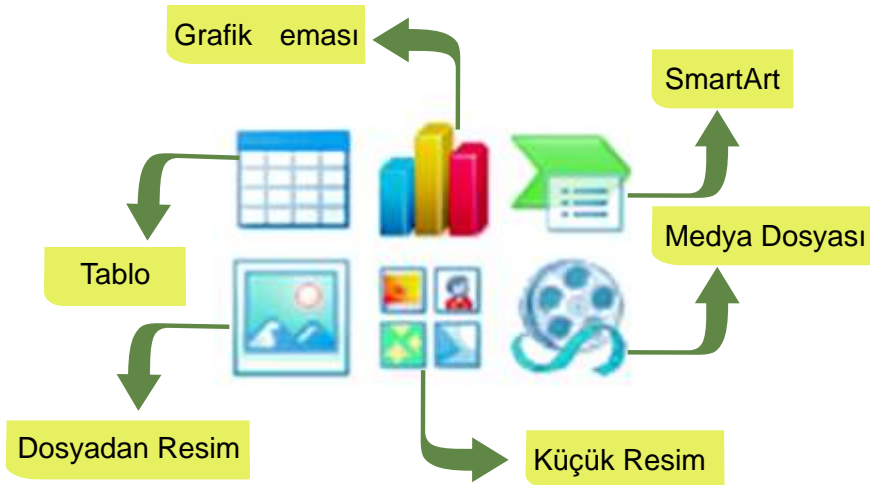 Grafik eması
SmartArt
Medya Dosyası
Tablo
Dosyadan Resim
Küçük Resim